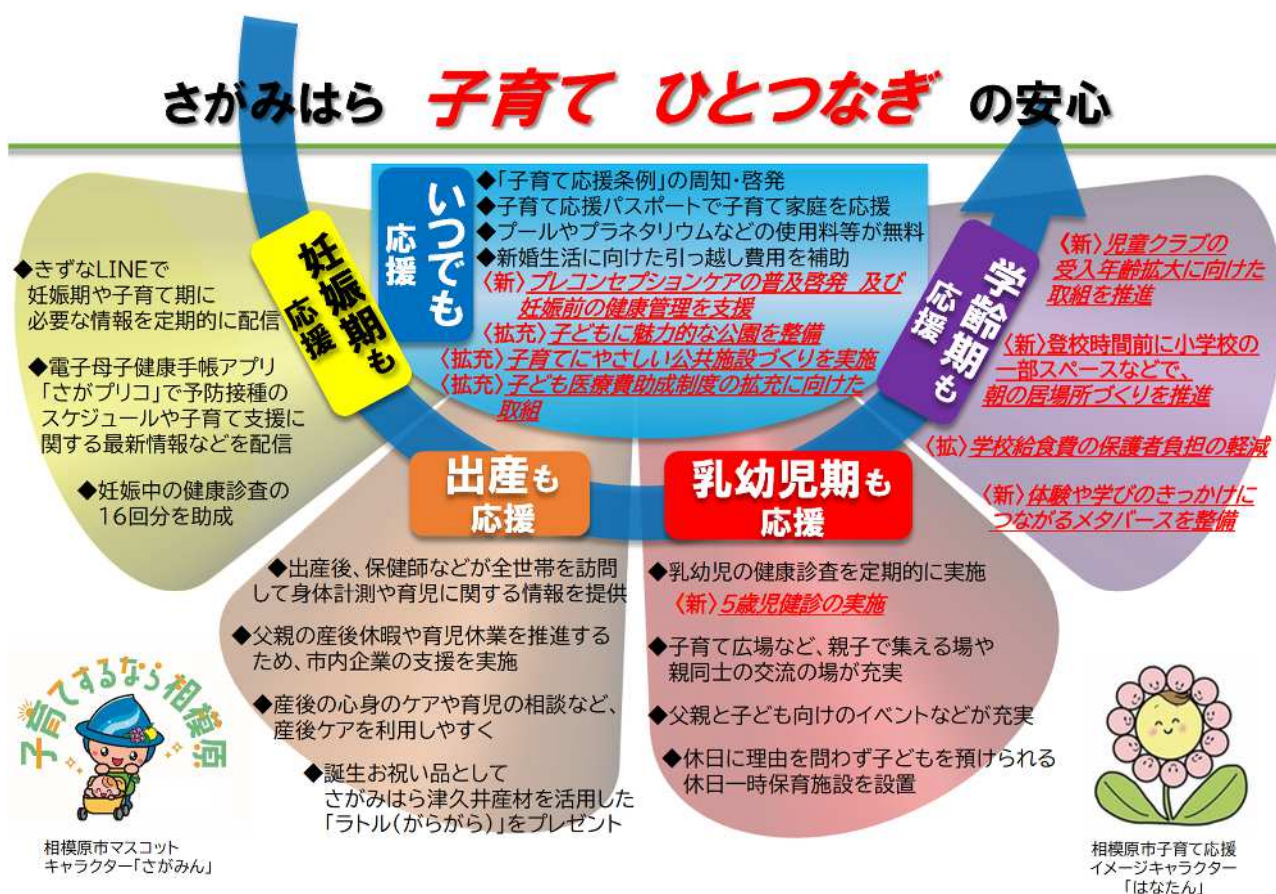 さがみはら 子育て ひとつなぎ の安心
いつでも
応援
◆「子育て応援条例」の周知・啓発
◆子育て応援パスポートで子育て家庭を応援
◆プールやプラネタリウムなどの使用料等が無料
◆新婚生活に向けた引っ越し費用を補助
〈新〉プレコンセプションケアの普及啓発 及び
妊娠前の健康管理を支援
〈拡充〉子どもに魅力的な公園を整備
〈拡充〉子育てにやさしい公共施設づくりを実施
〈拡充〉子ども医療費助成制度の拡充に向けた
取組
妊娠期も
応援
◆きずなLINEで
妊娠期や子育て期に
必要な情報を定期的に配信
◆電子母子健康手帳アプリ
「さがプリコ」で予防接種の
スケジュールや子育て支援に
関する最新情報などを配信
◆妊娠中の健康診査の
16回分を助成
出産も
応援
◆出産後、保健師などが全世帯を訪問
して身体計測や育児に関する情報を提供
◆父親の産後休暇や育児休業を推進する
ため、市内企業の支援を実施
◆産後の心身のケアや育児の相談など、
産後ケアを利用しやすく
◆誕生お祝い品として
さがみはら津久井産材を活用した
「ラトル(がらがら)」をプレゼント
乳幼児期も
応援
◆乳幼児の健康診査を定期的に実施
〈新〉5歳児健診の実施
◆子育て広場など、親子で集える場や
親同士の交流の場が充実
◆父親と子ども向けのイベントなどが充実
◆休日に理由を問わず子どもを預けられる
休日一時保育施設を設置
学齢期も
応援
〈新〉児童クラブの
受入年齢拡大に向けた
取組を推進
〈新〉登校時間前に小学校の
一部スペースなどで、
朝の居場所づくりを推進
〈拡〉学校給食費の保護者負担の軽減
〈新〉体験や学びのきっかけに
つながるメタバースを整備
子育てするなら相模原
相模原市マスコット
キャラクター「さがみん」
相模原市子育て応援
イメージキャラクター
「はなたん」